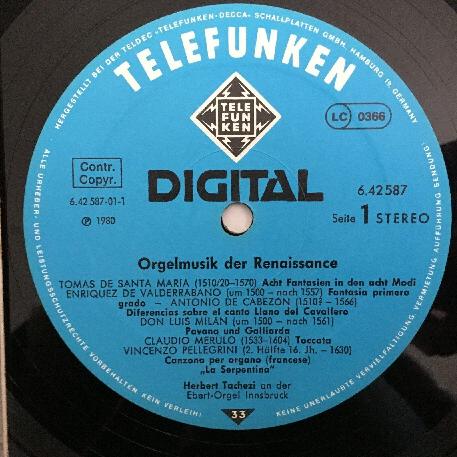 HERGESTELLT BEI DER TELDEC »TELEFUNKEN-DECCA« SCHALLPLATTEN GMBH, HAMBURG 19, GERMANY
TELEFUNKEN
TELE
FUN
KEN
LC 0366
Contr.
Copyr.
DIGITAL
6.42587-01-1
6.42587
℗ 1980
Seite 1 STEREO
Orgelmusik der Renaissance
TOMAS DE SANTA MARIA (1510/20-1570) Acht Fantasien in den acht Modi
ENRIQUEZ DE VALDERRABANO (um 1500 - nach 1557) Fantasia primero
grado — ANTONIO DE CABEZON (1510? - 1566)
Diferencias sobre el canto Llano del Cavallero
DON LUIS MILAN (um 1500 - nach 1561)
Pavana und Galliarda
CLAUDIO MERULO (1533-1604) Toccata
VINCENZO PELLEGRINI (2. Hälfte 16. Jh. - 1630)
Canzona per organo (francese)
„La Serpentina"
Herbert Tachezi an der
Ebert-Orgel Innsbruck
33
ALLE URHEBER- UND LEISTUNGSSCHUTZRECHTE VORBEHALTEN KEIN VERLEIH!
KEINE UNERLAUBTE VERVIELFÄLTIGUNG, VERMIETUNG, AUFFÜHRUNG,